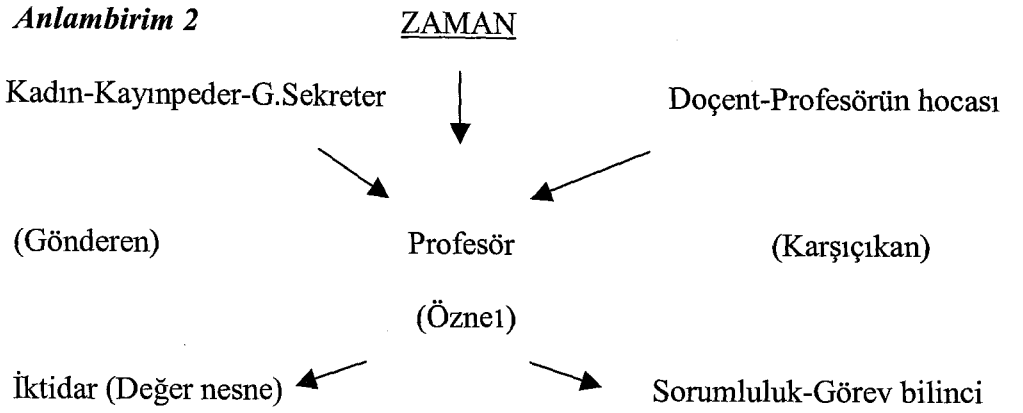 Anlambirim 2 ZAMAN
Kadın-Kayınpeder-G.Sekreter Doçent-Profesörün hocası
(Gönderen) Profesör (Karşıçıkan)
(Özne1)
İktidar (Değer nesne) Sorumluluk-Görev bilinci